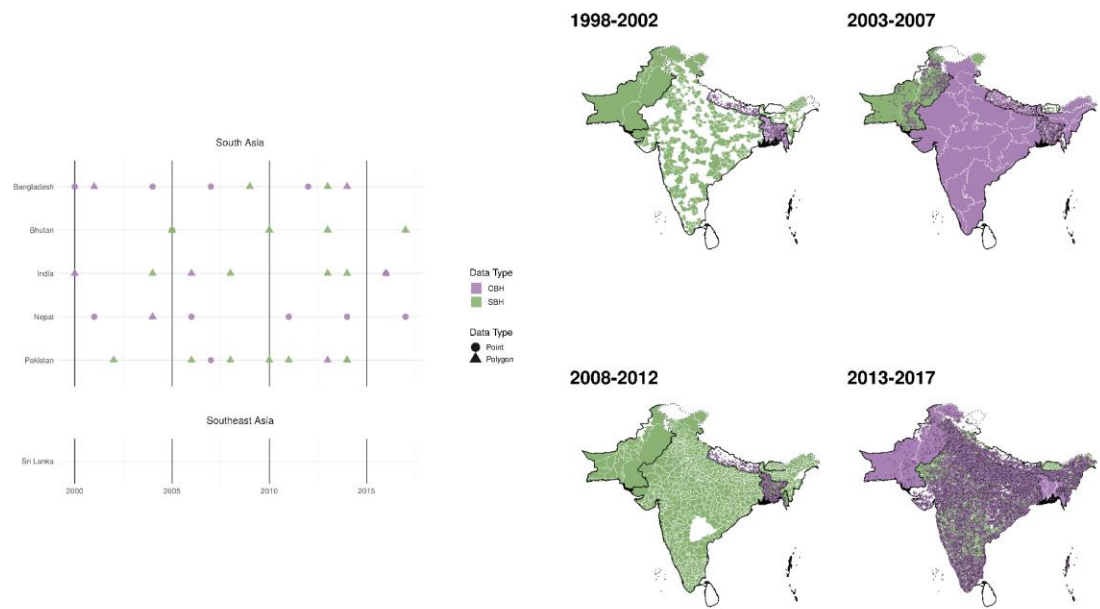 1998-2002
2003-2007
South Asia
Bangladesh
Bhutan
India
Nepal
Pakistan
Data Type
CBH
SBH
Data Type
Point
Polygon
Southeast Asia
Sri Lanka
2000
2005
2010
2015
2008-2012
2013-2017